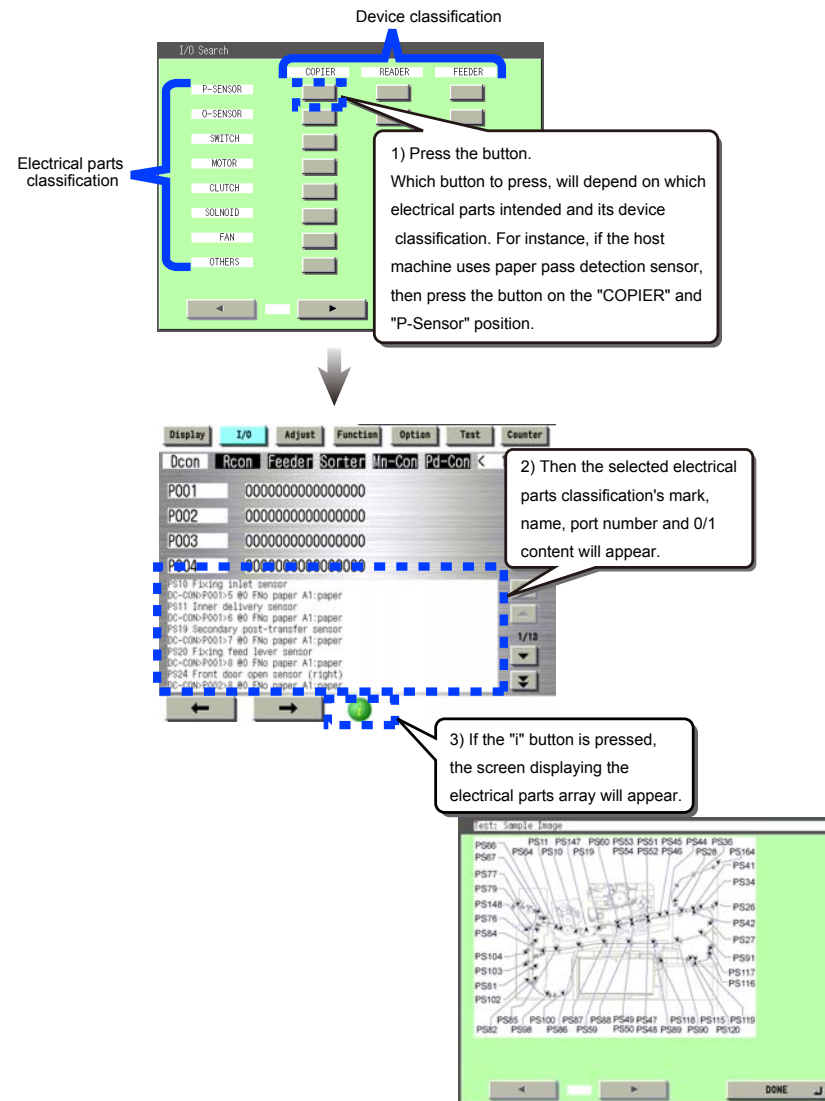 Device classification
I/O Search
COPIER READER FEEDER
P-SENSOR
O-SENSOR
SWITCH
MOTOR
CLUTCH
SOLNOID
FAN
OTHERS
Electrical parts
classification
1) Press the button.
Which button to press, will depend on which
electrical parts intended and its device
classification. For instance, if the host
machine uses paper pass detection sensor,
then press the button on the "COPIER" and
"P-Sensor" position.
Display I/O Adjust Function Option Test Counter
Dcon Rcon Feeder Sorter Mn-Con Pd-Con <
P001 0000000000000000
P002 0000000000000000
P003 0000000000000000
P004 0000000000000000
PS10 Fixing inlet sensor
DC-CON>P001>5 @0 FNo paper A1:paper
PS11 Inner delivery sensor
DC-CON>P001>6 @0 FNo paper A1:paper
PS19 Secondary post-transfer sensor
DC-CON>P001>7 @0 FNo paper A1:paper
PS20 Fixing feed lever sensor
DC-CON>P001>8 @0 FNo paper A1:paper
PS24 Front door open sensor (right)
DC-CON>P002>8 @0 FNo paper A1:paper
1/13
2) Then the selected electrical
parts classification's mark,
name, port number and 0/1
content will appear.
i
3) If the "i" button is pressed,
the screen displaying the
electrical parts array will appear.
Test: Sample Image
PS11 PS147 PS60 PS53 PS51 PS45 PS44 PS36
PS66 PS64 PS10 PS19 PS54 PS52 PS46 PS28 PS164
PS67
PS77
PS79
PS148
PS76
PS84
PS104
PS103
PS81
PS102
PS41
PS34
PS26
PS42
PS27
PS91
PS117
PS116
PS85 PS100 PS87 PS88 PS49 PS47 PS118 PS115 PS119
PS82 PS98 PS86 PS59 PS50 PS48 PS89 PS90 PS120
DONE